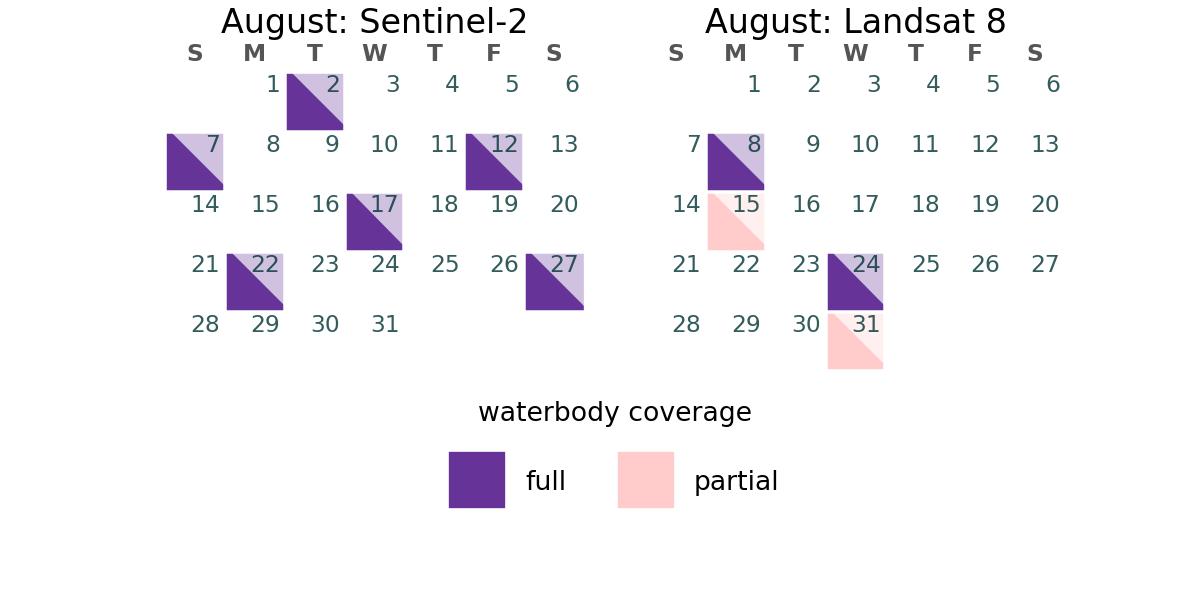 August: Sentinel-2
S M T W T F S
1 2 3 4 5 6
7 8 9 10 11 12 13
14 15 16 17 18 19 20
21 22 23 24 25 26 27
28 29 30 31
August: Landsat 8
S M T W T F S
1 2 3 4 5 6
7 8 9 10 11 12 13
14 15 16 17 18 19 20
21 22 23 24 25 26 27
28 29 30 31
waterbody coverage
full
partial